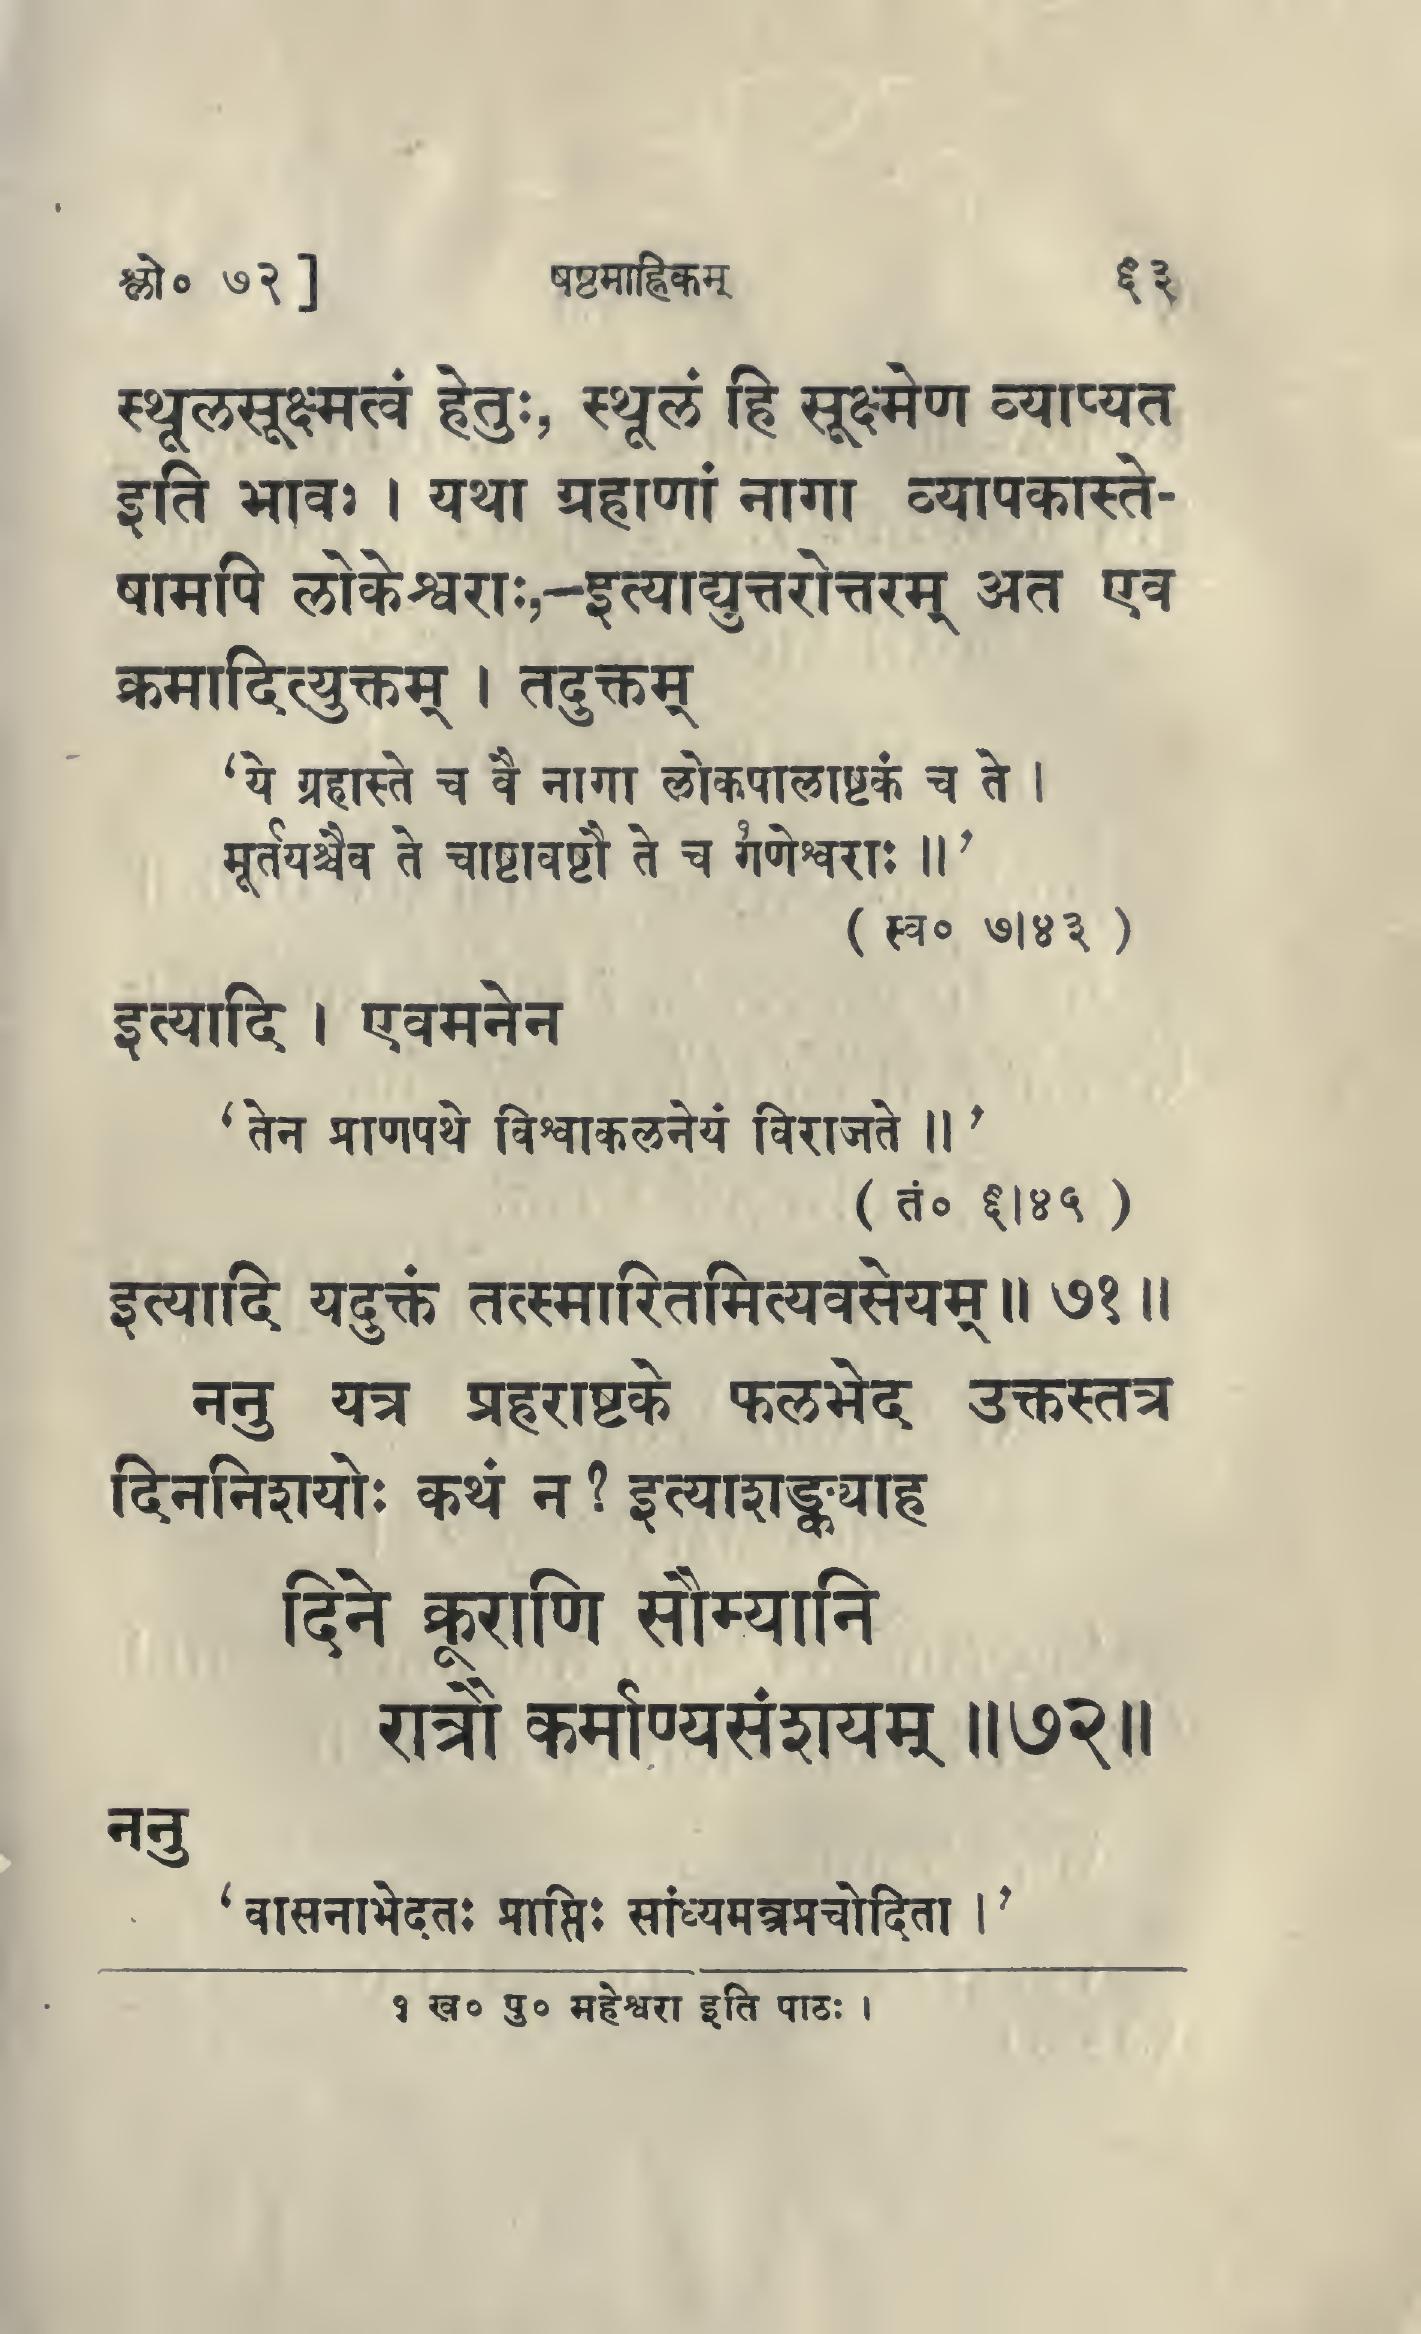 श्लो० ७२] षष्ठमाह्निकम् ६३
स्थूलसूक्ष्मत्वं हेतुः, स्थूलं हि सूक्ष्मेण व्याप्यत
इति भावः । यथा ग्रहाणां नागा व्यापकास्ते-
षामपि लोकेश्वराः,–इत्याद्युत्तरोत्तरम् अत एव
क्रमादित्युक्तम् । तदुक्तम्
‘ये ग्रहास्ते च वै नागा लोकपालाष्टकं च ते ।
मूर्तयश्चैव ते चाष्टावष्टौ ते च ग१णेश्वराः ॥’
( स्व० ७।४३ )
इत्यादि । एवमनेन
‘तेन प्राणपथे विश्वाकलनेयं विराजते ॥’
( तं० ६।४५ )
इत्यादि यदुक्तं तत्स्मारितमित्यवसेयम्॥ ७१॥
ननु यत्र प्रहराष्टके फलभेद उक्तस्तत्र
दिननिशयोः कथं न? इत्याशङ्क्याह
दिने क्रूराणि सौम्यानि
रात्रौ कर्माण्यसंशयम् ॥७२॥
ननु
‘वासनाभेदतः प्राप्तिः सांध्यमन्त्रप्रचोदिता ।’
१ ख० पु० महेश्वरा इति पाठः ।